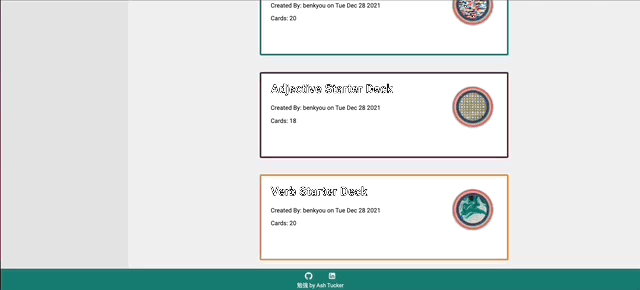 Created By: benkyou on Tue Dec 28 2021
Cards: 20
Adjective Starter Deck
Created By: benkyou on Tue Dec 28 2021
Cards: 18
Verb Starter Deck
Created By: benkyou on Tue Dec 28 2021
Cards: 20
勉強 by Ash Tucker